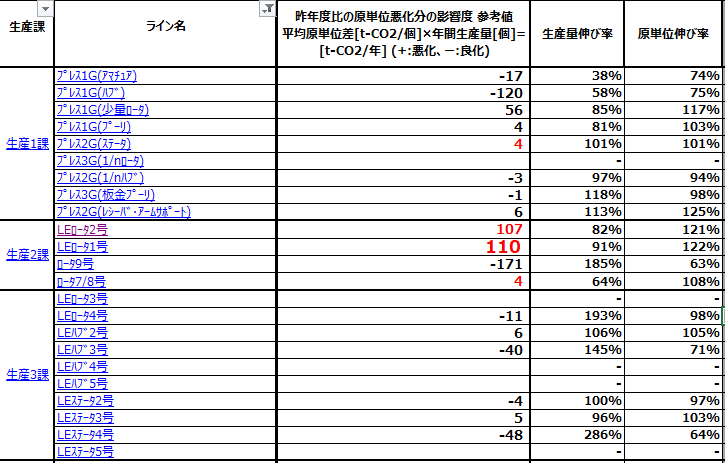 生産課 ライン名 昨年度比の原単位悪化分の影響度 参考値 平均原単位差[t-CO2/個]×年間生産量[個]= [t-CO2/年] (+:悪化、-:良化) 生産量伸び率 原単位伸び率
生産1課
ﾌﾟﾚｽ1G(ｱﾏﾁｭｱ) -17 38% 74%
ﾌﾟﾚｽ1G(ﾊﾌﾞ) -120 58% 75%
ﾌﾟﾚｽ1G(少量ﾛｰﾀ) 56 85% 117%
ﾌﾟﾚｽ1G(ﾌﾟｰﾘ) 4 81% 103%
ﾌﾟﾚｽ2G(ｽﾃｰﾀ) 4 101% 101%
ﾌﾟﾚｽ3G(1/nﾛｰﾀ) - -
ﾌﾟﾚｽ2G(1/nﾊﾌﾞ) -3 97% 94%
ﾌﾟﾚｽ3G(板金ﾌﾟｰﾘ) -1 118% 98%
ﾌﾟﾚｽ2G(ﾚｼｰﾊﾞ･ｱｰﾑｻﾎﾟｰﾄ) 6 113% 125%
生産2課
LEﾛｰﾀ2号 107 82% 121%
LEﾛｰﾀ1号 110 91% 122%
ﾛｰﾀ9号 -171 185% 63%
ﾛｰﾀ7/8号 4 64% 108%
生産3課
LEﾛｰﾀ3号 - -
LEﾛｰﾀ4号 -11 193% 98%
LEﾊﾌﾞ2号 6 106% 105%
LEﾊﾌﾞ3号 -40 145% 71%
LEﾊﾌﾞ4号 - -
LEﾊﾌﾞ5号 - -
LEｽﾃｰﾀ2号 -4 100% 97%
LEｽﾃｰﾀ3号 5 96% 103%
LEｽﾃｰﾀ4号 -48 286% 64%
LEｽﾃｰﾀ5号 - -